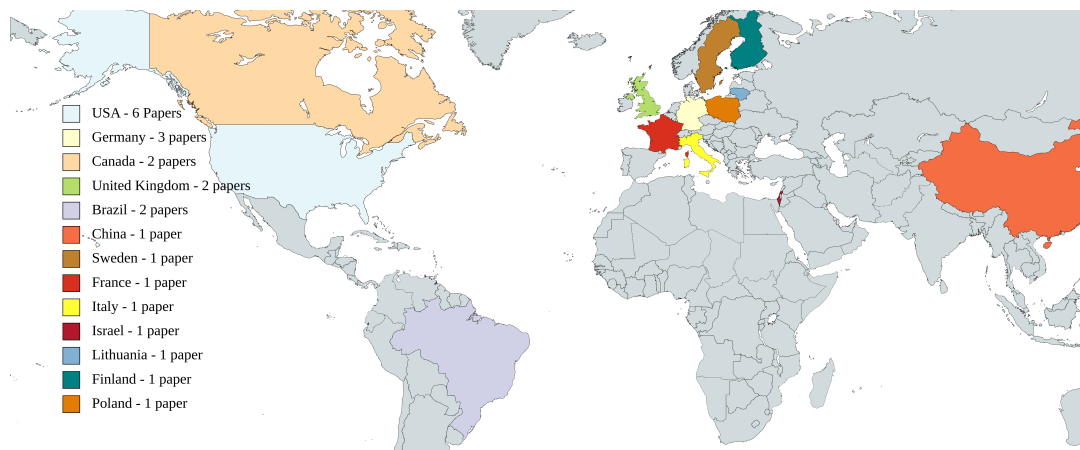 USA - 6 Papers
Germany - 3 papers
Canada - 2 papers
United Kingdom - 2 papers
Brazil - 2 papers
China - 1 paper
Sweden - 1 paper
France - 1 paper
Italy - 1 paper
Israel - 1 paper
Lithuania - 1 paper
Finland - 1 paper
Poland - 1 paper